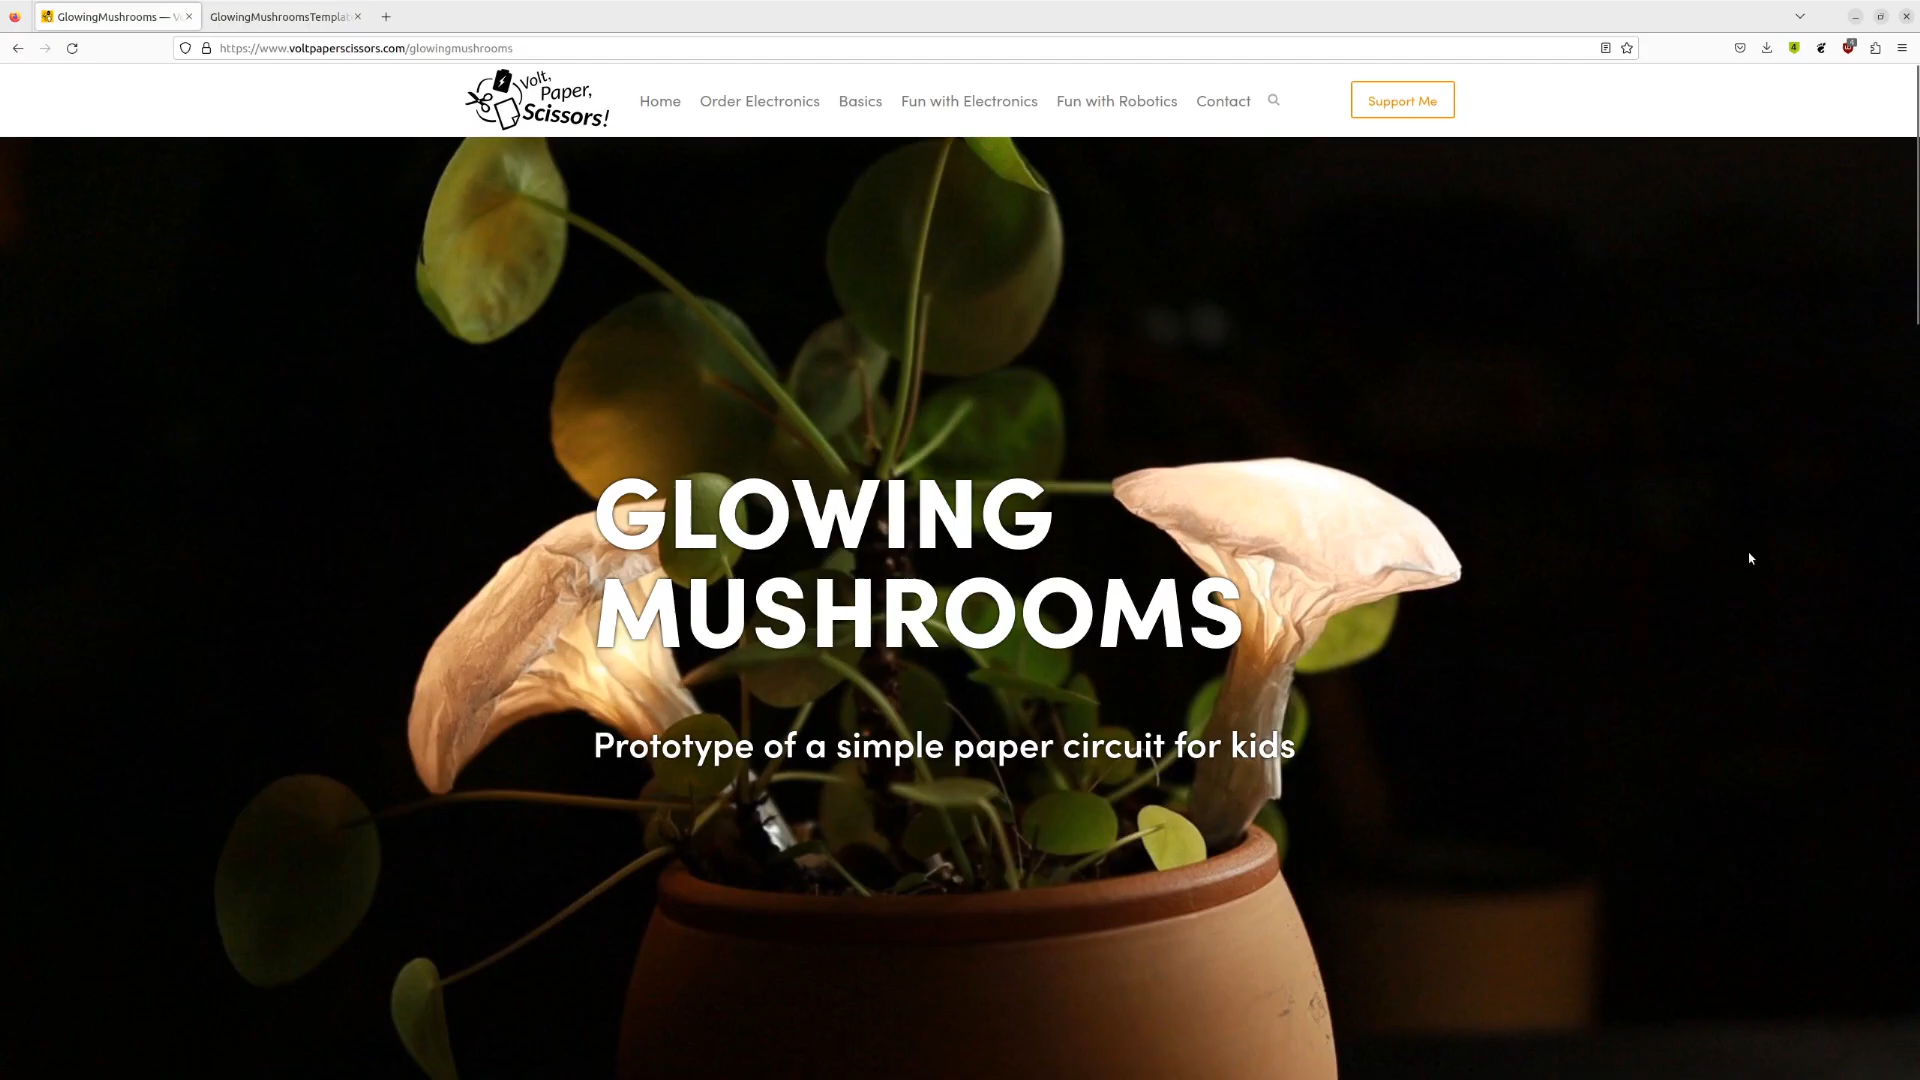 GlowingMushrooms — V
GlowingMushroomsTemplat
https://www.voltpaperscissors.com/glowingmushrooms
Volt,
Paper,
Scissors!
Home
Order Electronics
Basics
Fun with Electronics
Fun with Robotics
Contact
Support Me
GLOWING
MUSHROOMS
Prototype of a simple paper circuit for kids